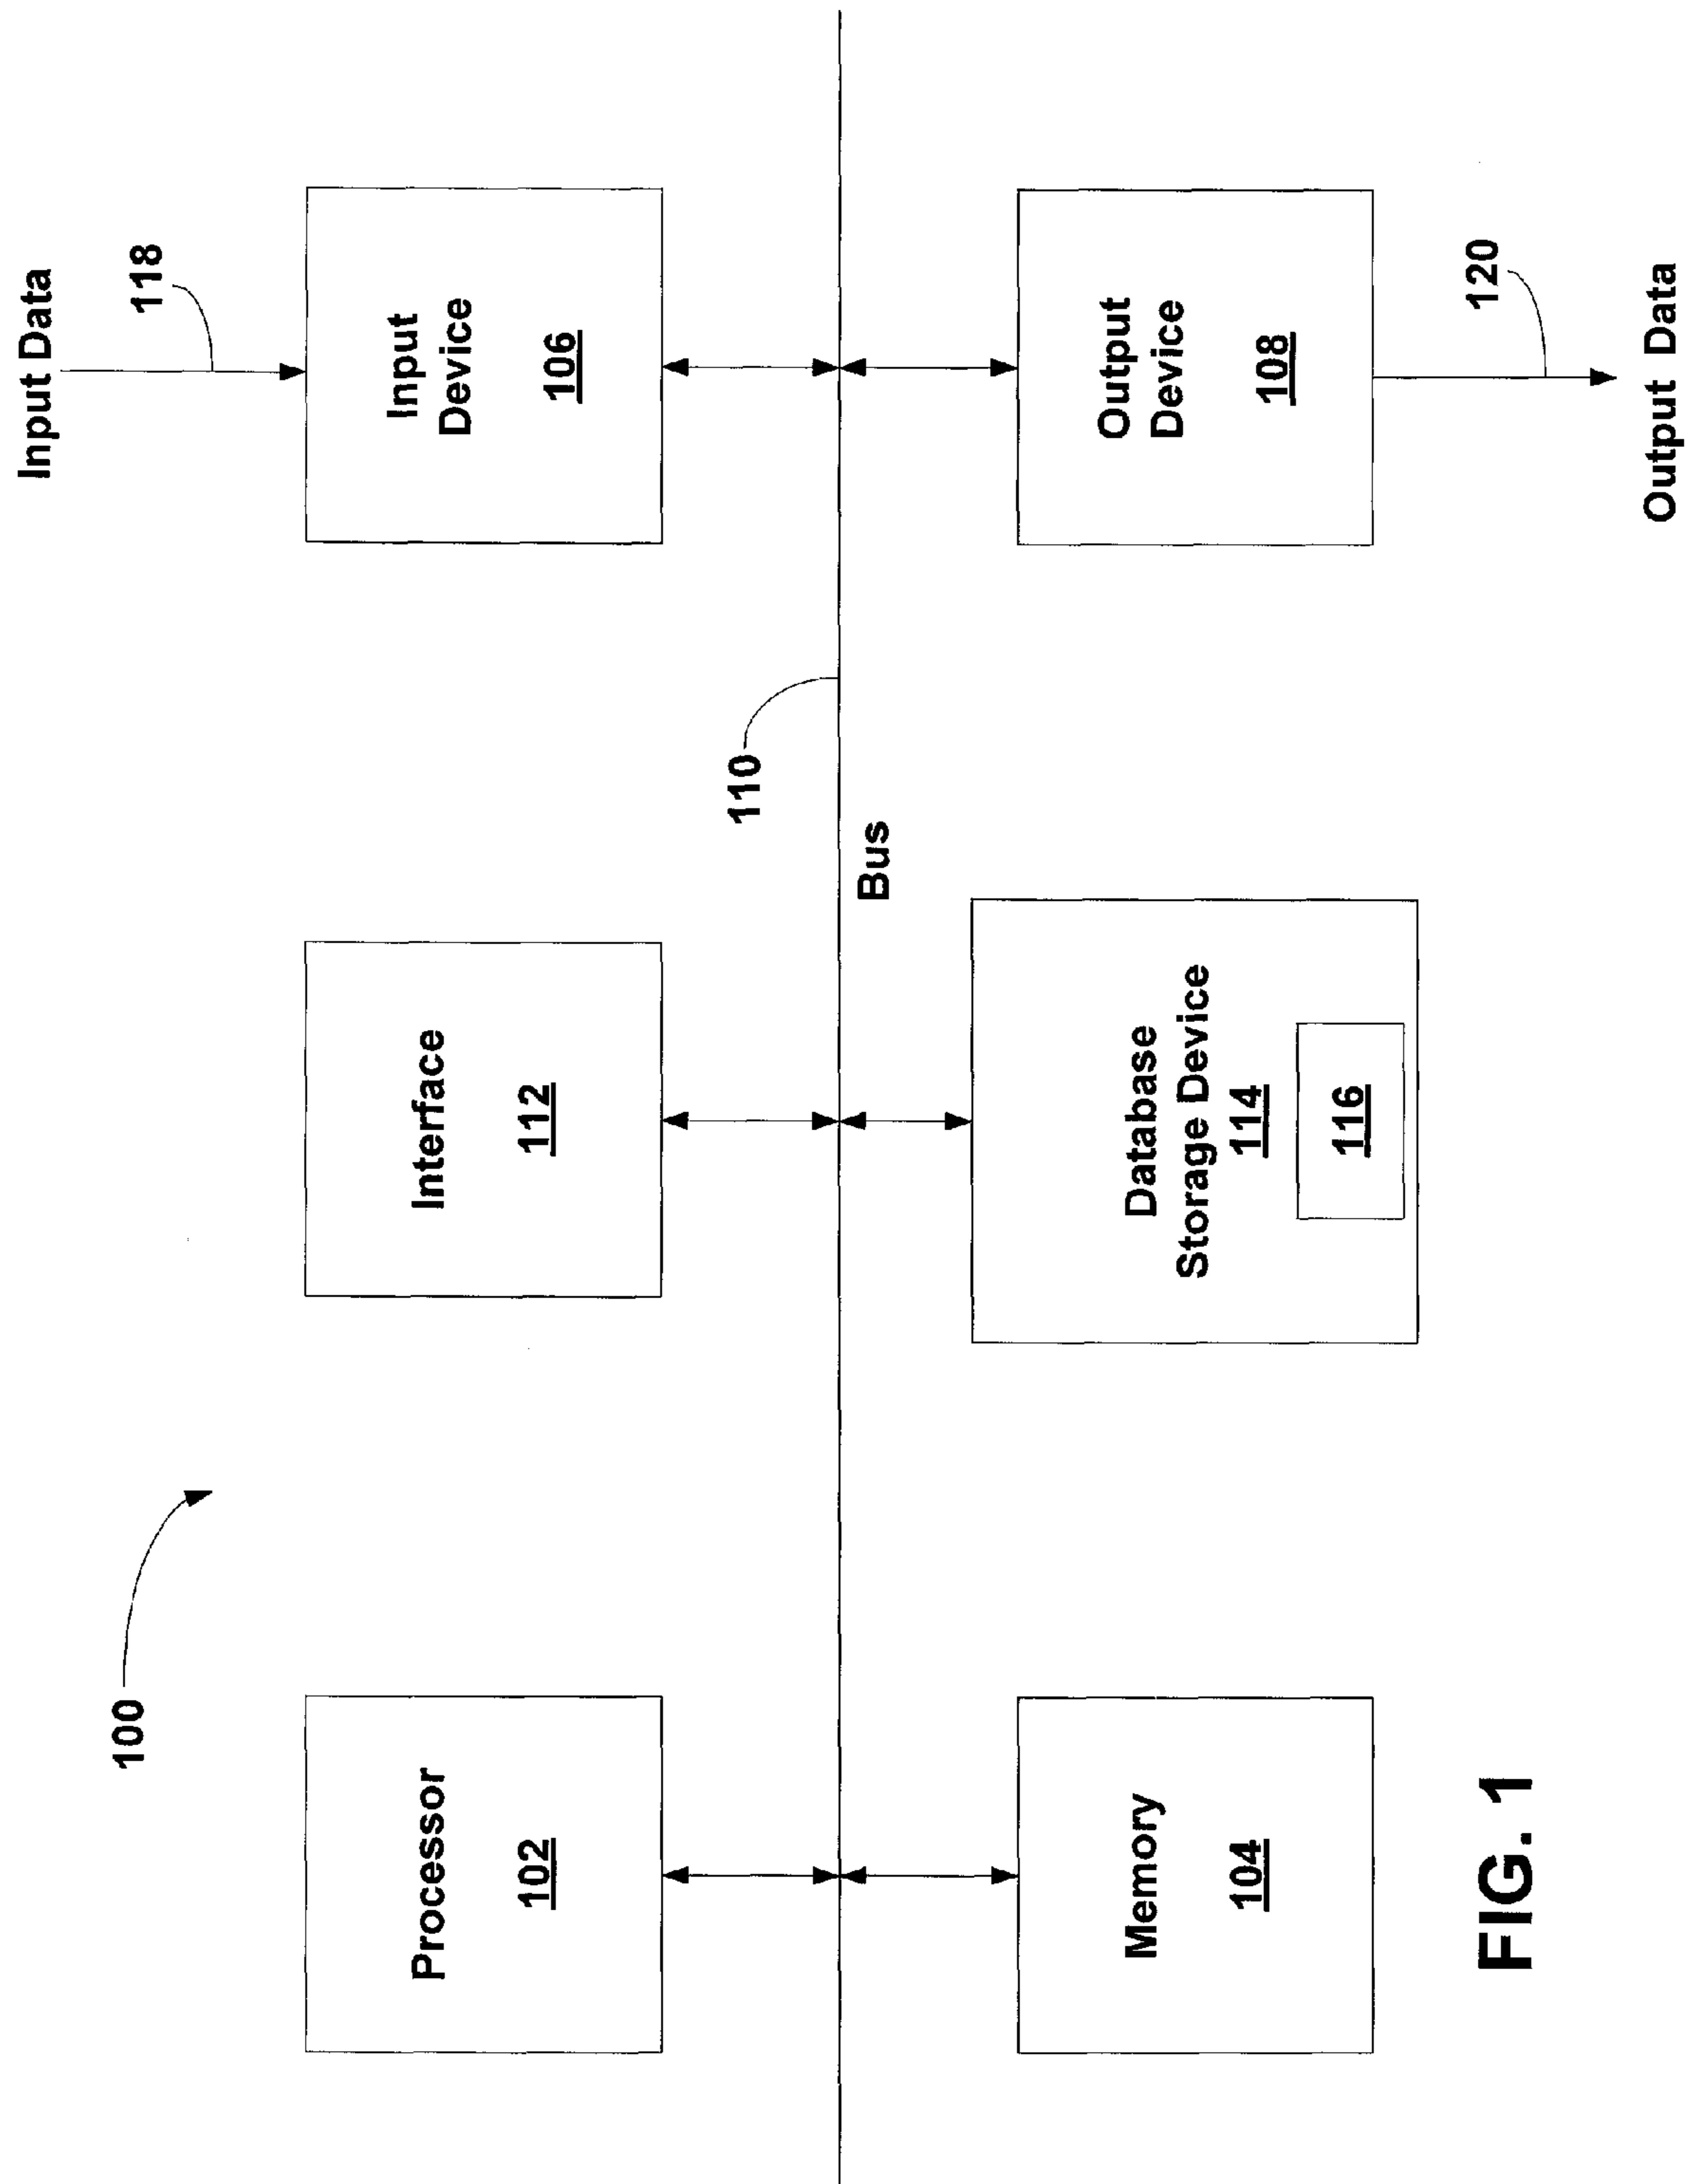 Input Data
100
118
Processor
102
Interface
112
Input
Device
106
110
Bus
Memory
104
Database
Storage Device
114
116
Output
Device
108
120
Output Data
FIG. 1